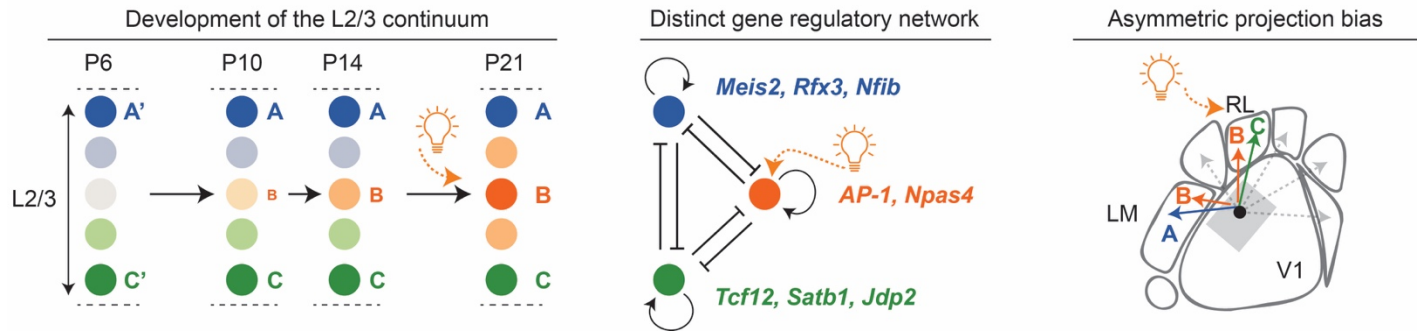 Development of the L2/3 continuum
P6
P10
P14
P21
L2/3
A’
A
A
A
B
B
B
C’
C
C
C
Distinct gene regulatory network
Meis2, Rfx3, Nfib
AP-1, Npas4
Tcf12, Satb1, Jdp2
Asymmetric projection bias
RL
B
C
LM
B
A
V1